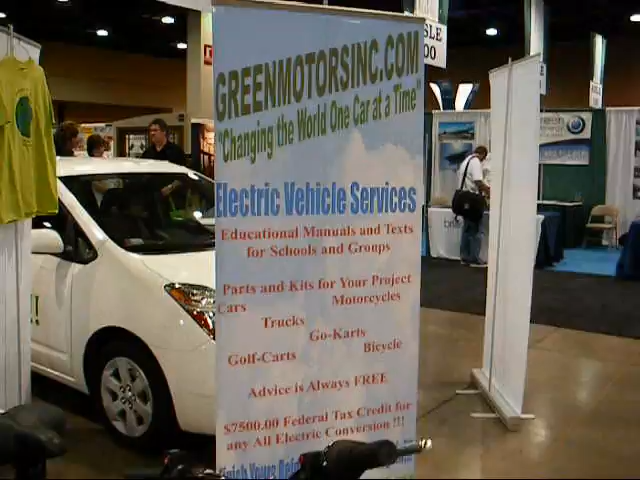 GREENMOTORSINC.COM
"Changing the World One Car at a Time"
Electric Vehicle Services
Educational Manuals and Texts
for Schools and Groups
Parts and Kits for Your Project
Cars Motorcycles
Trucks
Go-Karts
Golf-Carts Bicycle
Advice is Always FREE
$7500.00 Federal Tax Credit for
any All Electric Conversion !!!
!!